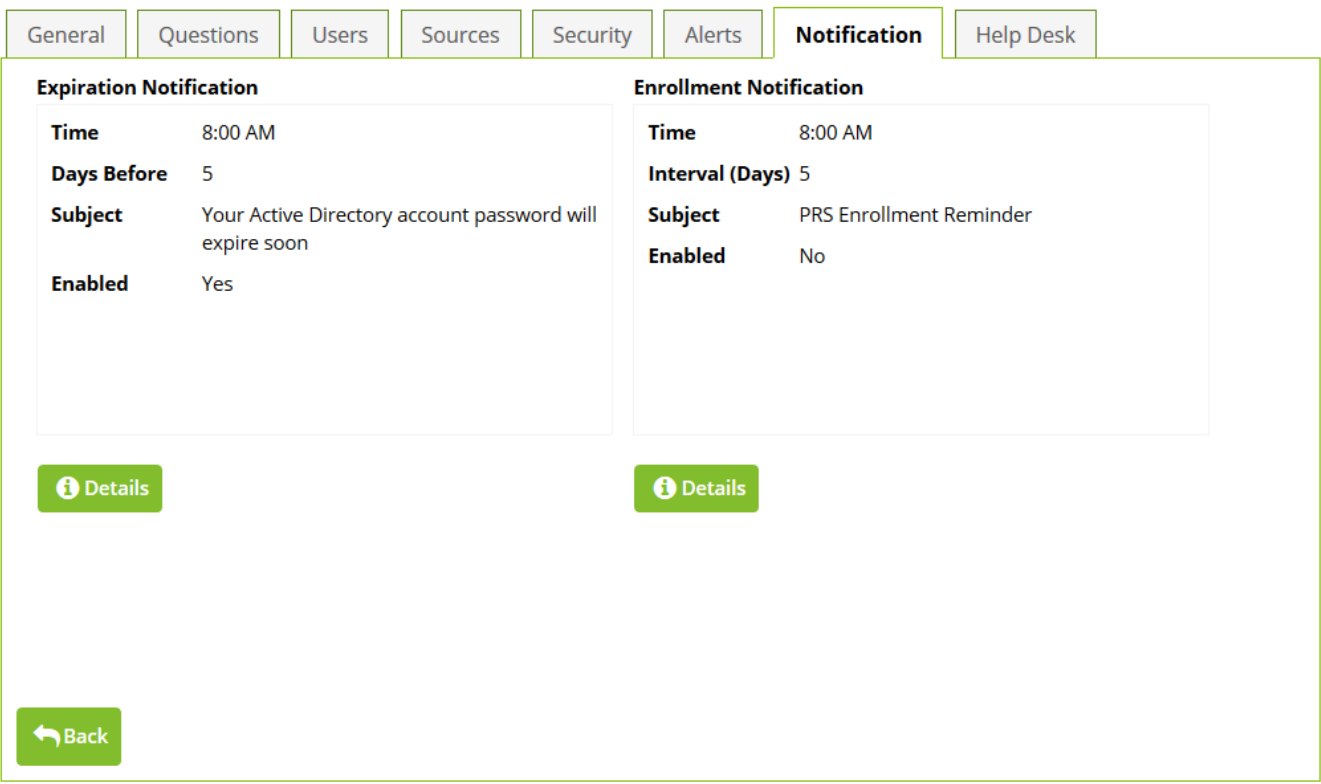 General Questions Users Sources Security Alerts Notification Help Desk
Expiration Notification
Time 8:00 AM
Days Before 5
Subject Your Active Directory account password will
expire soon
Enabled Yes
Details
Enrollment Notification
Time 8:00 AM
Interval (Days) 5
Subject PRS Enrollment Reminder
Enabled No
Details
Back